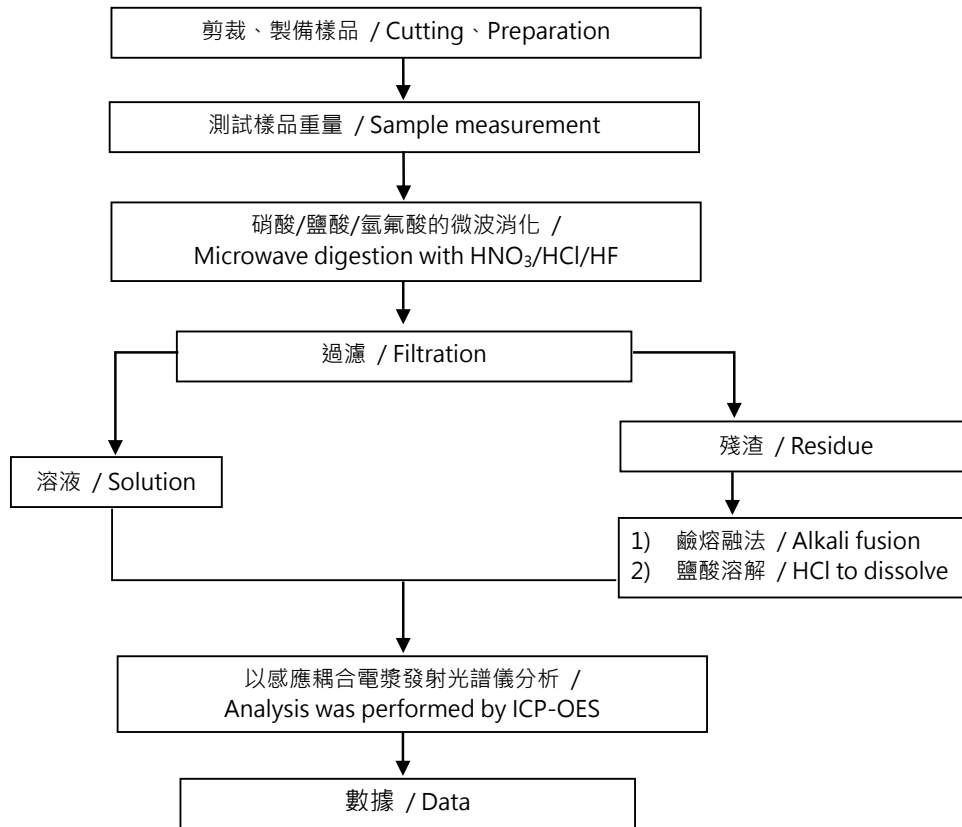 剪裁、製備樣品 / Cutting、Preparation
測試樣品重量 / Sample measurement
硝酸/鹽酸/氫氟酸的微波消化 /
Microwave digestion with HNO₃/HCl/HF
過濾 / Filtration
溶液 / Solution
殘渣 / Residue
1) 鹼熔融法 / Alkali fusion
2) 鹽酸溶解 / HCl to dissolve
以感應耦合電漿發射光譜儀分析 /
Analysis was performed by ICP-OES
數據 / Data